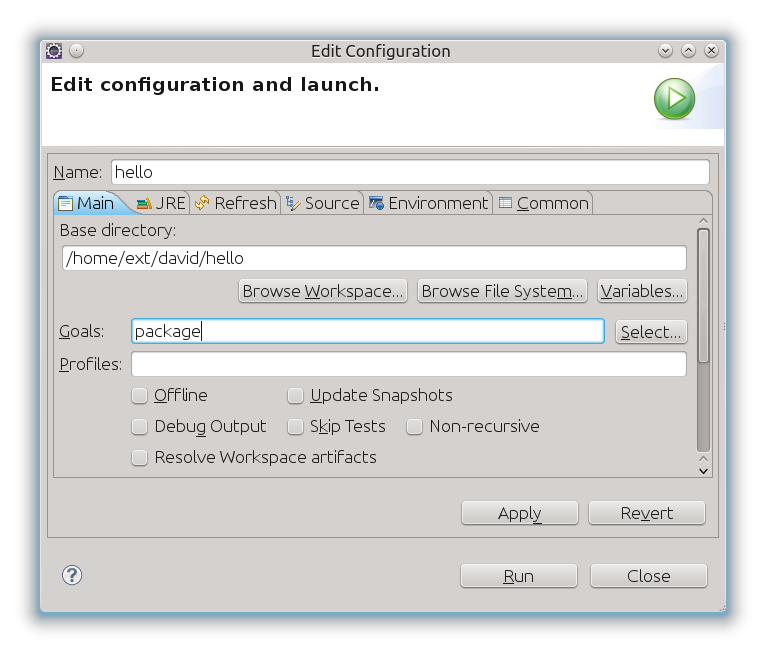 Edit Configuration
Edit configuration and launch.
Name: hello
Main JRE Refresh Source Environment Common
Base directory:
/home/ext/david/hello
Browse Workspace... Browse File System... Variables...
Goals: package Select...
Profiles:
Offline Update Snapshots
Debug Output Skip Tests Non-recursive
Resolve Workspace artifacts
Apply Revert
? Run Close